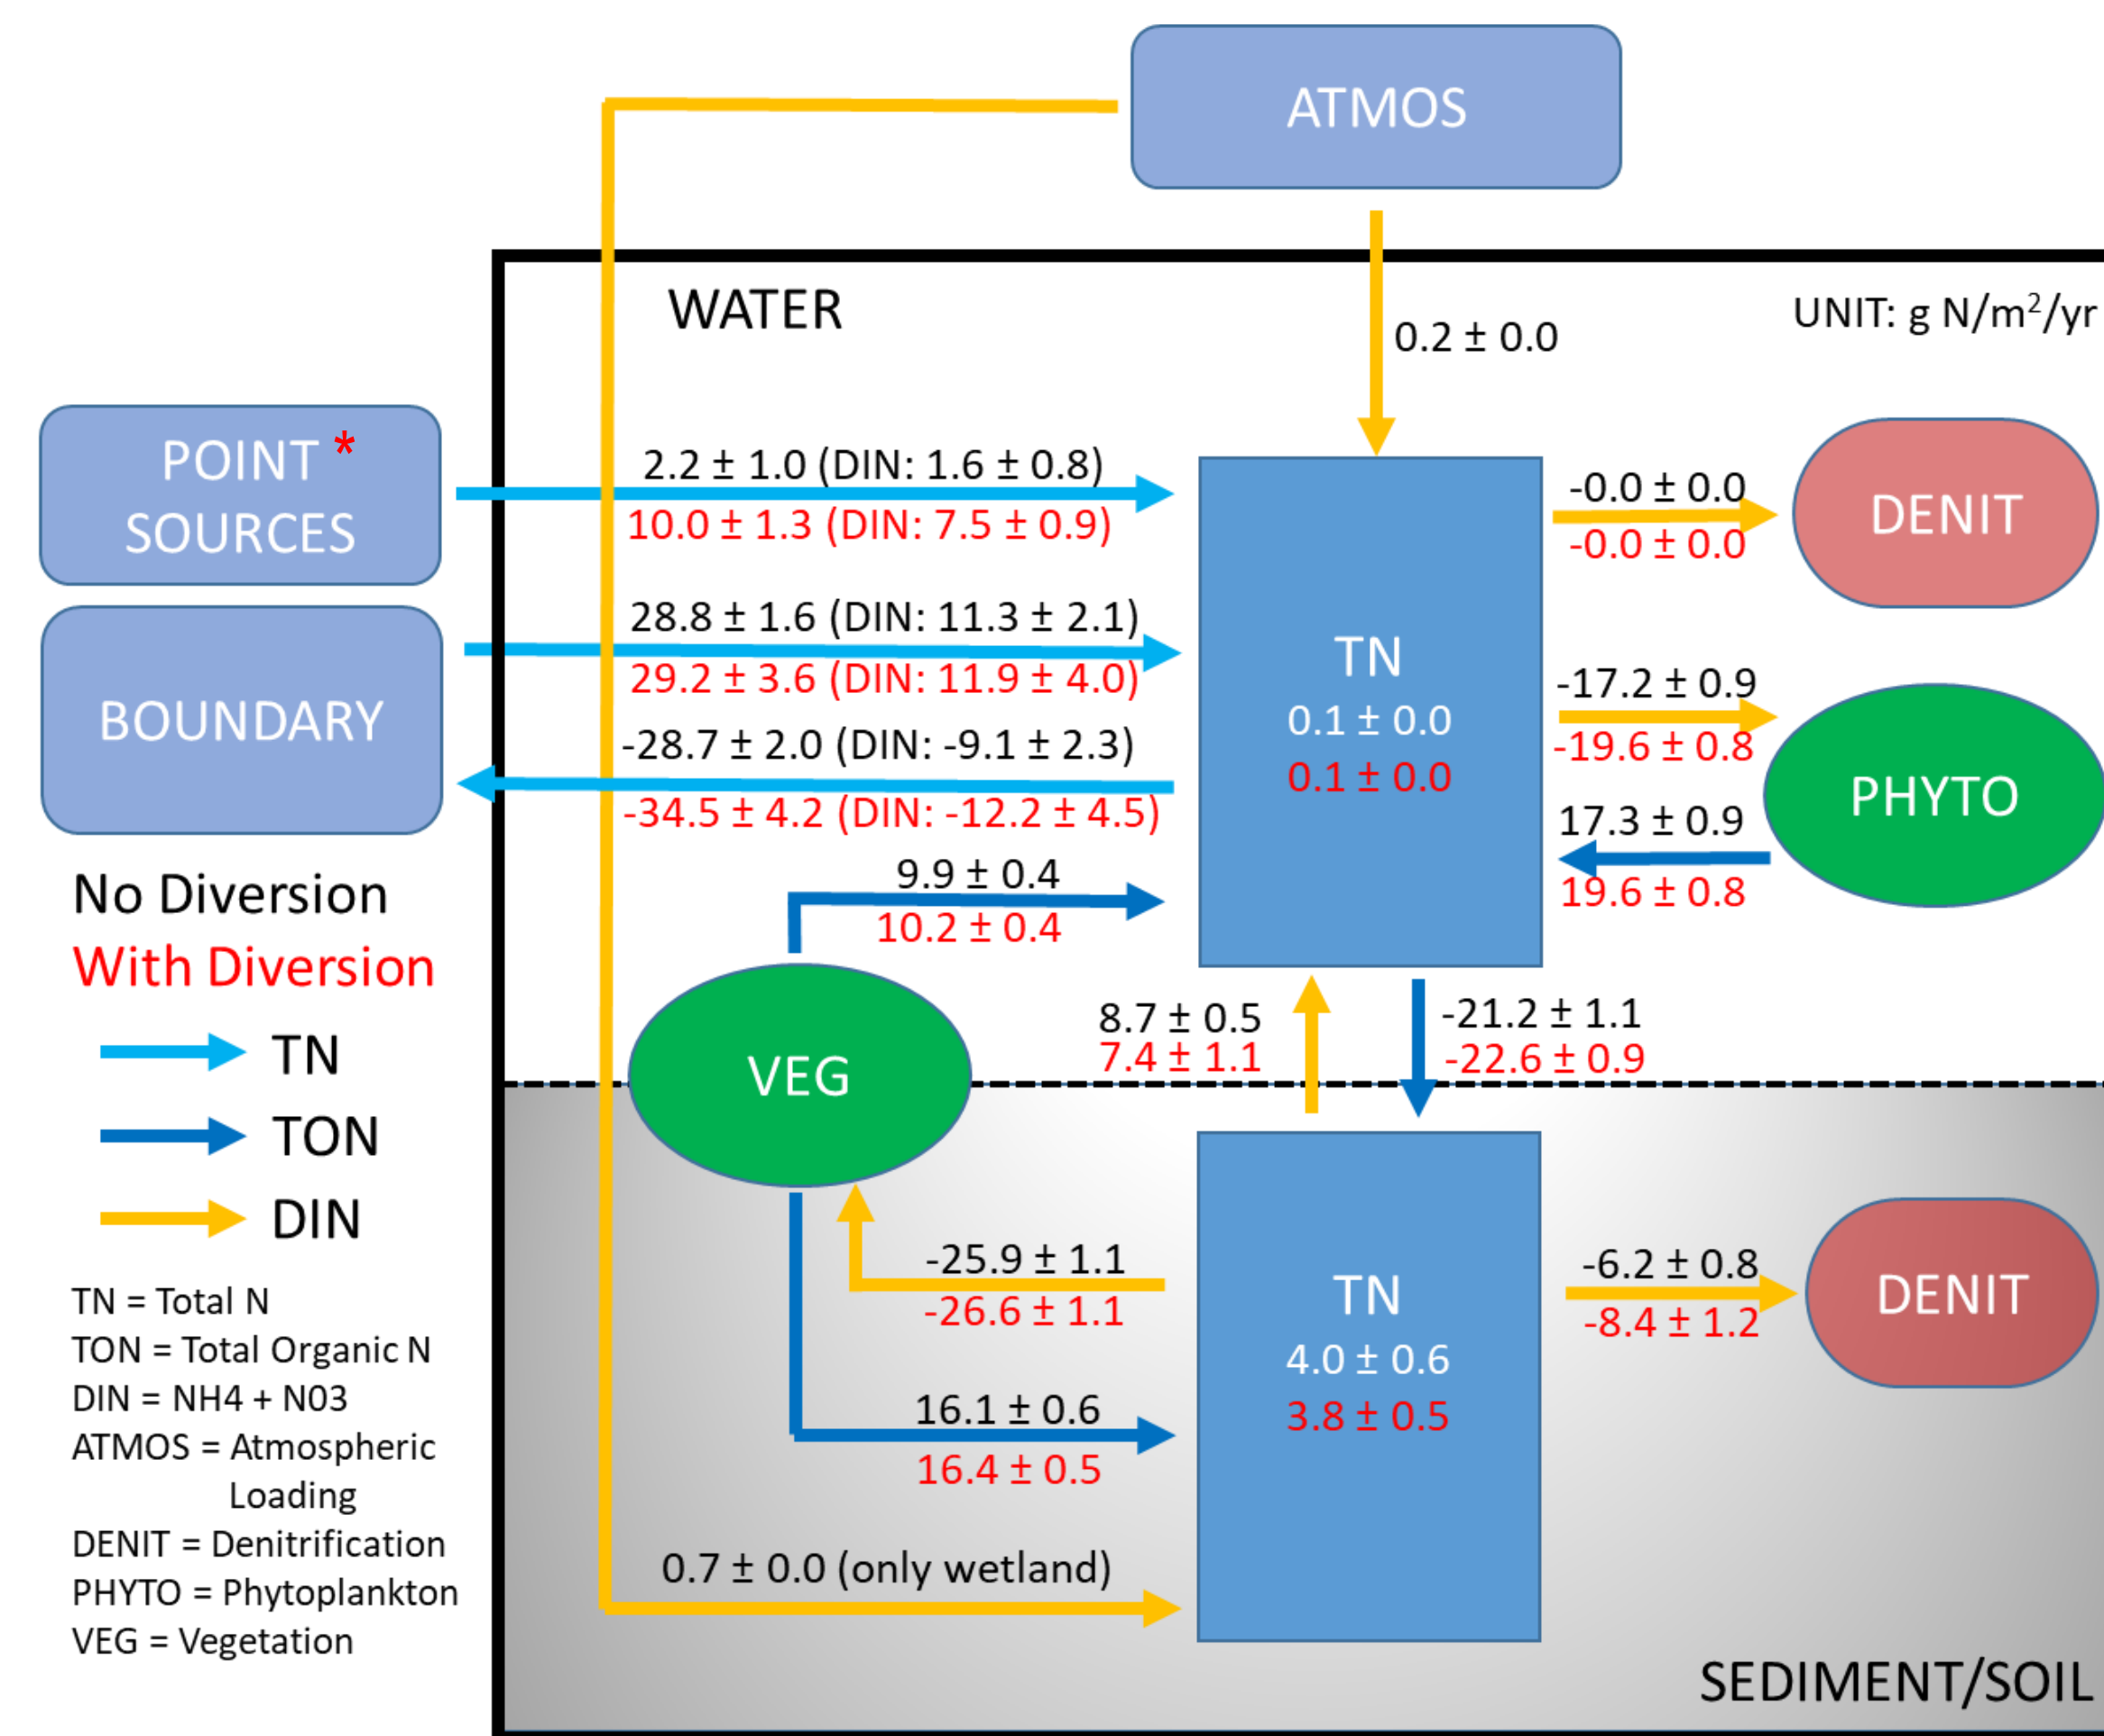 ATMOS
WATER
UNIT: g N/m²/yr
0.2 ± 0.0
POINT *
SOURCES
2.2 ± 1.0 (DIN: 1.6 ± 0.8)
10.0 ± 1.3 (DIN: 7.5 ± 0.9)
-0.0 ± 0.0
-0.0 ± 0.0
DENIT
BOUNDARY
28.8 ± 1.6 (DIN: 11.3 ± 2.1)
29.2 ± 3.6 (DIN: 11.9 ± 4.0)
-28.7 ± 2.0 (DIN: -9.1 ± 2.3)
-34.5 ± 4.2 (DIN: -12.2 ± 4.5)
TN
0.1 ± 0.0
0.1 ± 0.0
-17.2 ± 0.9
-19.6 ± 0.8
PHYTO
17.3 ± 0.9
19.6 ± 0.8
9.9 ± 0.4
10.2 ± 0.4
No Diversion
With Diversion
TN
TON
DIN
VEG
8.7 ± 0.5
7.4 ± 1.1
-21.2 ± 1.1
-22.6 ± 0.9
-25.9 ± 1.1
-26.6 ± 1.1
TN
4.0 ± 0.6
3.8 ± 0.5
-6.2 ± 0.8
-8.4 ± 1.2
DENIT
16.1 ± 0.6
16.4 ± 0.5
0.7 ± 0.0 (only wetland)
TN = Total N
TON = Total Organic N
DIN = NH4 + N03
ATMOS = Atmospheric
Loading
DENIT = Denitrification
PHYTO = Phytoplankton
VEG = Vegetation
SEDIMENT/SOIL